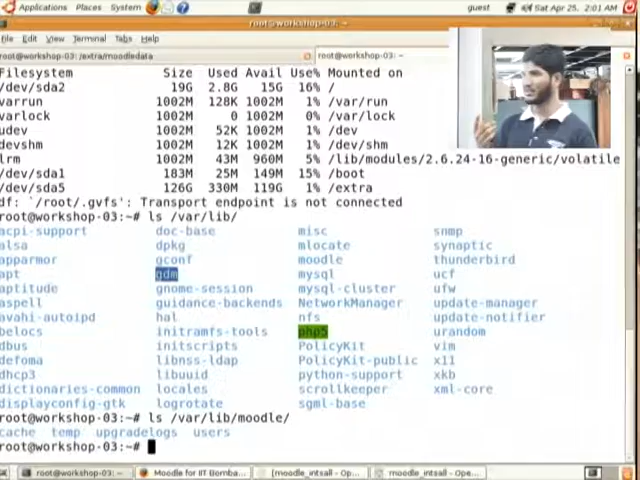 Applications Places System guest Sat Apr 25, 2:01 AM
root@workshop-03: ~
File Edit View Terminal Tabs Help
root@workshop-03: /extra/moodledata root@workshop-03: ~
Filesystem Size Used Avail Use% Mounted on
/dev/sda2 19G 2.8G 15G 16% /
varrun 1002M 128K 1002M 1% /var/run
varlock 1002M 0 1002M 0% /var/lock
udev 1002M 52K 1002M 1% /dev
devshm 1002M 12K 1002M 1% /dev/shm
lrm 1002M 43M 960M 5% /lib/modules/2.6.24-16-generic/volatile
/dev/sda1 183M 25M 149M 15% /boot
/dev/sda5 126G 330M 119G 1% /extra
df: `/root/.gvfs': Transport endpoint is not connected
root@workshop-03:~# ls /var/lib/
acpi-support doc-base misc snmp
alsa dpkg mlocate synaptic
apparmor gconf moodle thunderbird
apt gdm mysql ucf
aptitude gnome-session mysql-cluster ufw
aspell guidance-backends NetworkManager update-manager
avahi-autoipd hal nfs update-notifier
belocs initramfs-tools php5 urandom
dbus initscripts PolicyKit vim
defoma libnss-ldap PolicyKit-public x11
dhcp3 libuuid python-support xkb
dictionaries-common locales scrollkeeper xml-core
displayconfig-gtk logrotate sgml-base
root@workshop-03:~# ls /var/lib/moodle/
cache temp upgradelogs users
root@workshop-03:~#
root@workshop-03: ~ Moodle for IIT Bomba... [moodle_intsall - Ope... moodle_intsall - Ope...